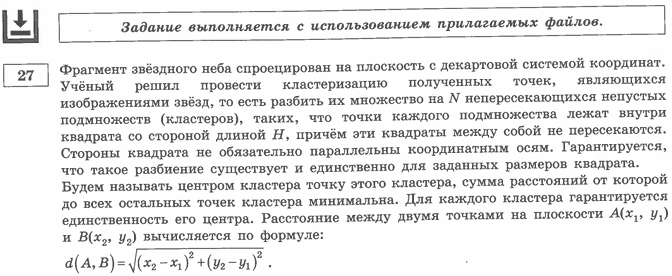 Задание выполняется с использованием прилагаемых файлов.
27
Фрагмент звёздного неба спроецирован на плоскость с декартовой системой координат.
Учёный решил провести кластеризацию полученных точек, являющихся
изображениями звёзд, то есть разбить их множество на N непересекающихся непустых
подмножеств (кластеров), таких, что точки каждого подмножества лежат внутри
квадрата со стороной длиной H, причём эти квадраты между собой не пересекаются.
Стороны квадрата не обязательно параллельны координатным осям. Гарантируется,
что такое разбиение существует и единственно для заданных размеров квадрата.
Будем называть центром кластера точку этого кластера, сумма расстояний от которой
до всех остальных точек кластера минимальна. Для каждого кластера гарантируется
единственность его центра. Расстояние между двумя точками на плоскости A(x₁, y₁)
и B(x₂, y₂) вычисляется по формуле:
d(A, B) = √((x₂ − x₁)² + (y₂ − y₁)²) .